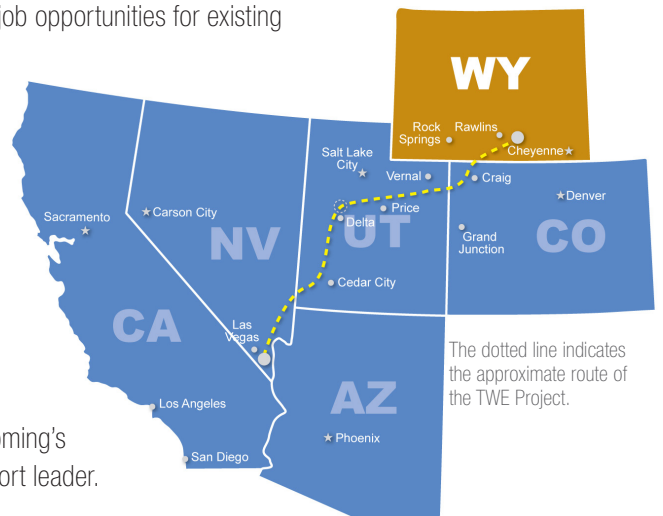 job opportunities for existing
WY
Rock
Springs
Rawlins
Cheyenne
Salt Lake
City
Vernal
Craig
Denver
Sacramento
Carson City
Price
Delta
NV
UT
Grand
Junction
CO
Cedar City
CA
Las
Vegas
The dotted line indicates
the approximate route of
the TWE Project.
Los Angeles
AZ
oming's
Phoenix
San Diego
ort leader.